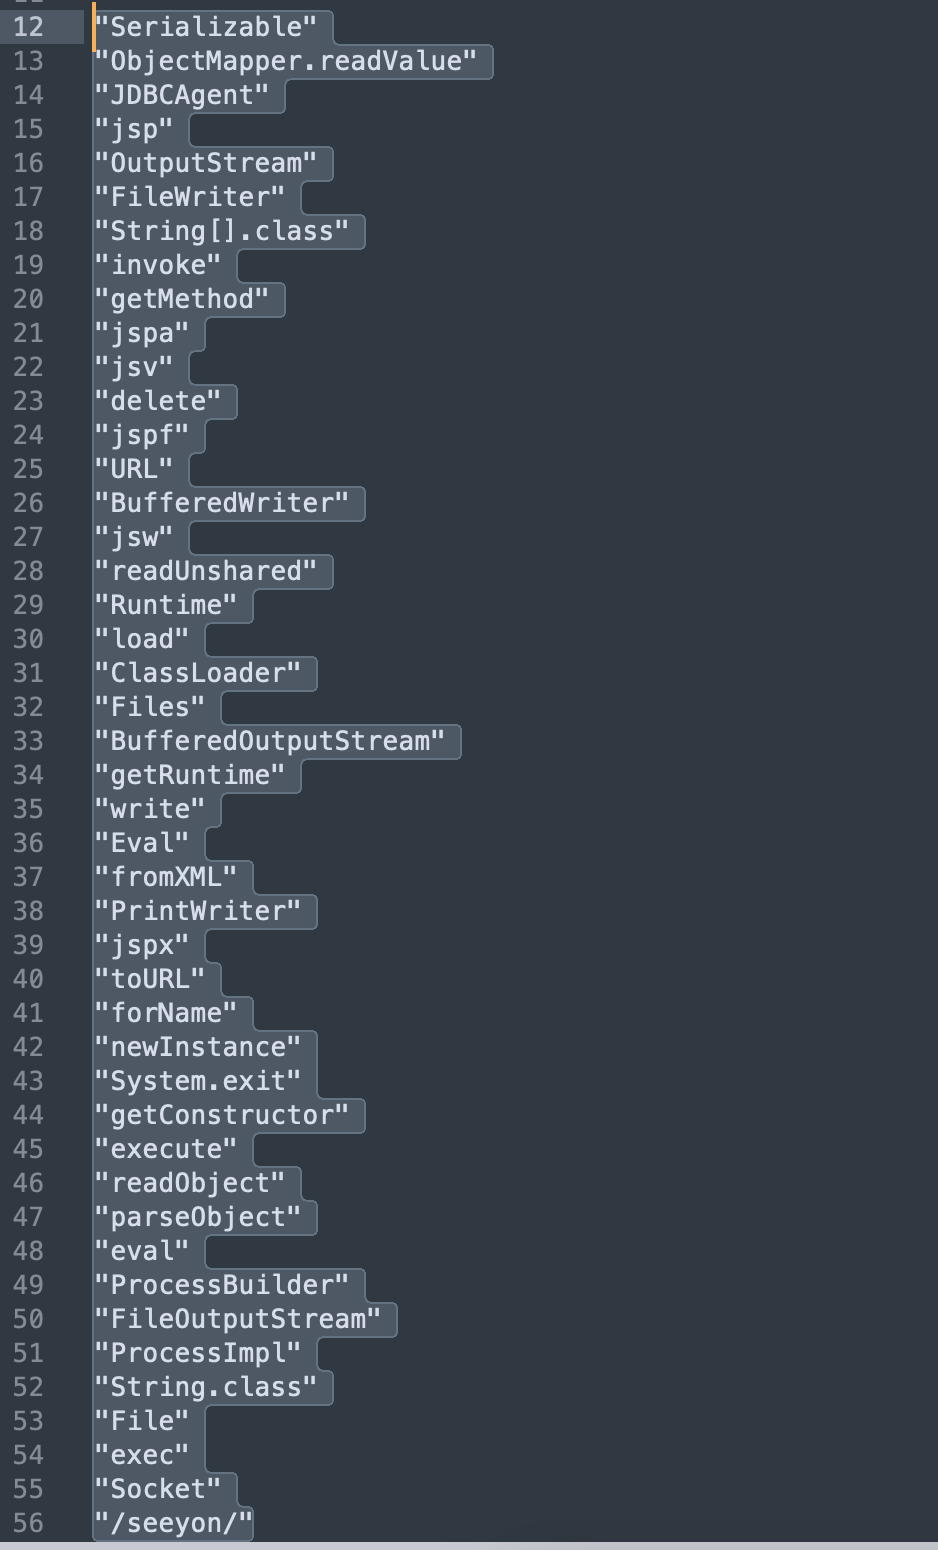 12 "Serializable"
13 "ObjectMapper.readValue"
14 "JDBCAgent"
15 "jsp"
16 "OutputStream"
17 "FileWriter"
18 "String[].class"
19 "invoke"
20 "getMethod"
21 "jspa"
22 "jsv"
23 "delete"
24 "jspf"
25 "URL"
26 "BufferedWriter"
27 "jsw"
28 "readUnshared"
29 "Runtime"
30 "load"
31 "ClassLoader"
32 "Files"
33 "BufferedOutputStream"
34 "getRuntime"
35 "write"
36 "Eval"
37 "fromXML"
38 "PrintWriter"
39 "jspx"
40 "toURL"
41 "forName"
42 "newInstance"
43 "System.exit"
44 "getConstructor"
45 "execute"
46 "readObject"
47 "parseObject"
48 "eval"
49 "ProcessBuilder"
50 "FileOutputStream"
51 "ProcessImpl"
52 "String.class"
53 "File"
54 "exec"
55 "Socket"
56 "/seeyon/"